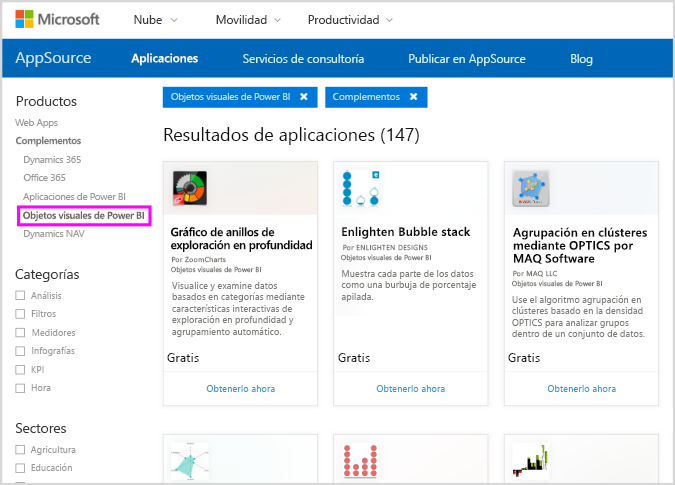 Microsoft
Nube
Movilidad
Productividad
AppSource
Aplicaciones
Servicios de consultoría
Publicar en AppSource
Blog
Productos
Web Apps
Complementos
Dynamics 365
Office 365
Aplicaciones de Power BI
Objetos visuales de Power BI
Dynamics NAV
Categorías
Análisis
Filtros
Medidores
Infografías
KPI
Hora
Sectores
Agricultura
Educación
Objetos visuales de Power BI
Complementos
Resultados de aplicaciones (147)
Gráfico de anillos de
exploración en profundidad
Por ZoomCharts
Objetos visuales de Power BI
Visualice y examine datos
basados en categorías mediante
características interactivas de
exploración en profundidad y
agrupamiento automático.
Gratis
Obtenerlo ahora
Enlighten Bubble stack
Por ENLIGHTEN DESIGNS
Objetos visuales de Power BI
Muestra cada parte de los datos
como una burbuja de porcentaje
apilada.
Gratis
Obtenerlo ahora
Agrupación en clústeres
mediante OPTICS por
MAQ Software
Por MAQ LLC
Objetos visuales de Power BI
Use el algoritmo agrupación en
clústeres basado en la densidad
OPTICS para analizar grupos
dentro de un conjunto de datos.
Gratis
Obtenerlo ahora